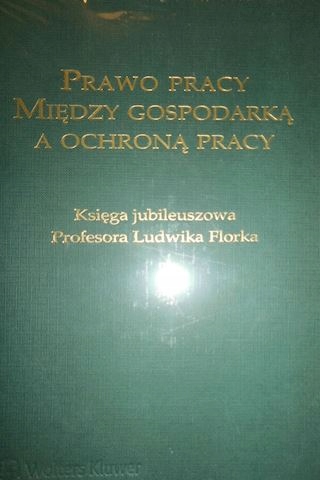 PRAWO PRACY
MIĘDZY GOSPODARKĄ
A OCHRONĄ PRACY
Księga jubileuszowa
Profesora Ludwika Florka
Wolters Kluwer